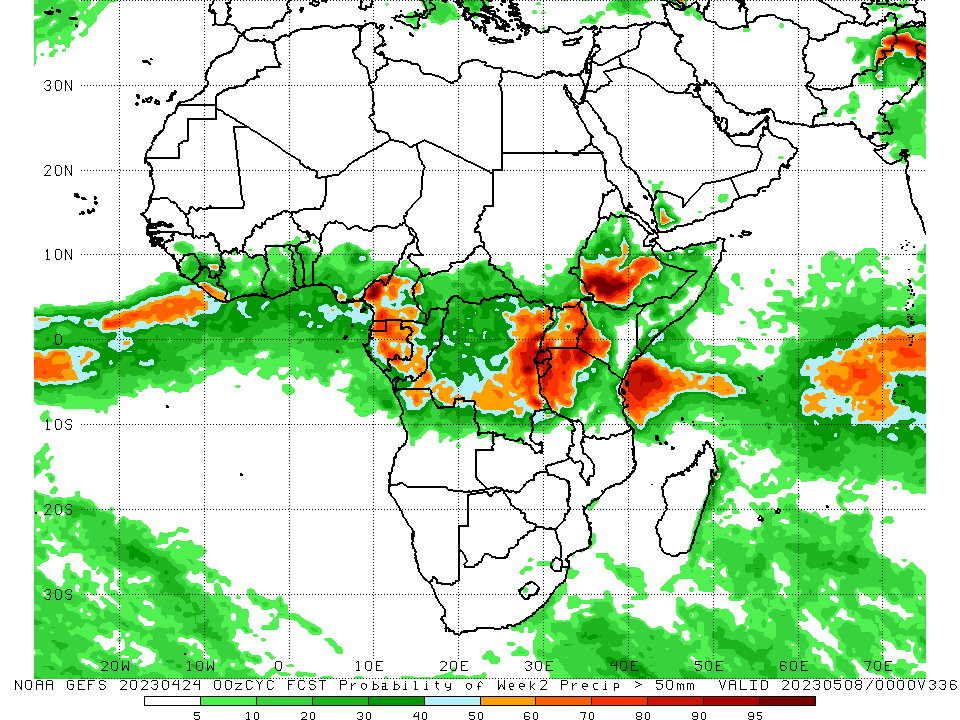 30N
20N
10N
0
10S
20S
30S
20W 10W 0 10E 20E 30E 40E 50E 60E 70E
NOAA GEFS 20230424 00zCYC FCST Probability of Week2 Precip > 50mm VALID 20230508/0000V336
5 10 20 30 40 50 60 70 80 90 95